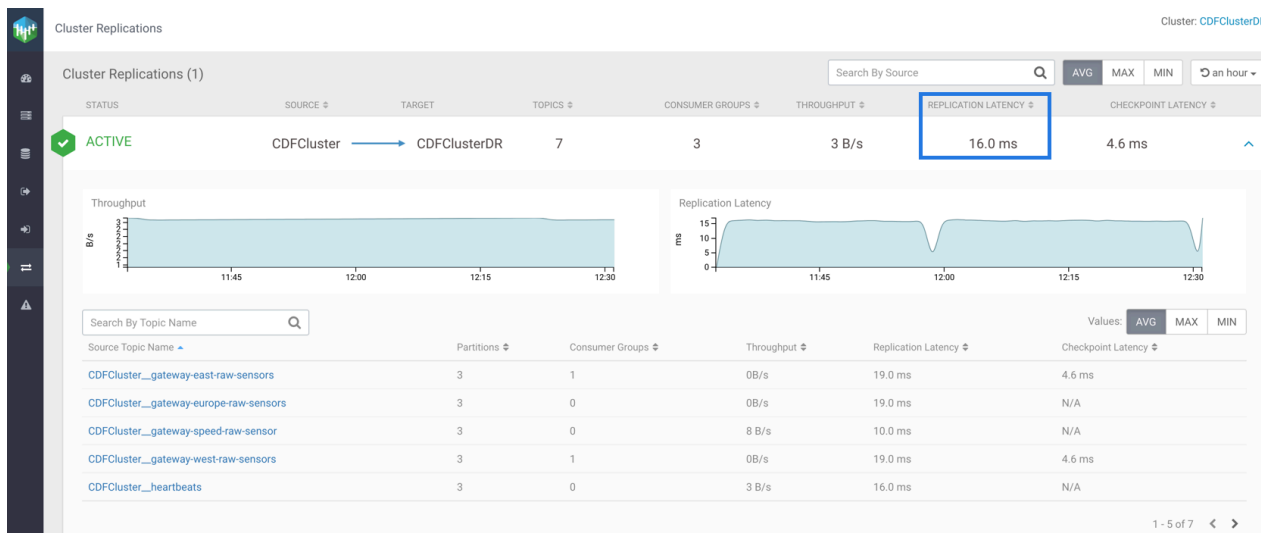 Cluster Replications
Cluster: CDFClusterD
Cluster Replications (1)
Search By Source
AVG MAX MIN
an hour
STATUS SOURCE TARGET TOPICS CONSUMER GROUPS THROUGHPUT REPLICATION LATENCY CHECKPOINT LATENCY
ACTIVE CDFCluster CDFClusterDR 7 3 3 B/s 16.0 ms 4.6 ms
Throughput
B/s
3
2
2
2
2
1
11:45 12:00 12:15 12:30
Replication Latency
ms
15
10
5
0
11:45 12:00 12:15 12:30
Search By Topic Name
Values: AVG MAX MIN
Source Topic Name Partitions Consumer Groups Throughput Replication Latency Checkpoint Latency
CDFCluster__gateway-east-raw-sensors 3 1 0B/s 19.0 ms 4.6 ms
CDFCluster__gateway-europe-raw-sensors 3 0 0B/s 19.0 ms N/A
CDFCluster__gateway-speed-raw-sensor 3 0 8 B/s 10.0 ms N/A
CDFCluster__gateway-west-raw-sensors 3 1 0B/s 19.0 ms 4.6 ms
CDFCluster__heartbeats 3 0 3 B/s 16.0 ms N/A
1 - 5 of 7